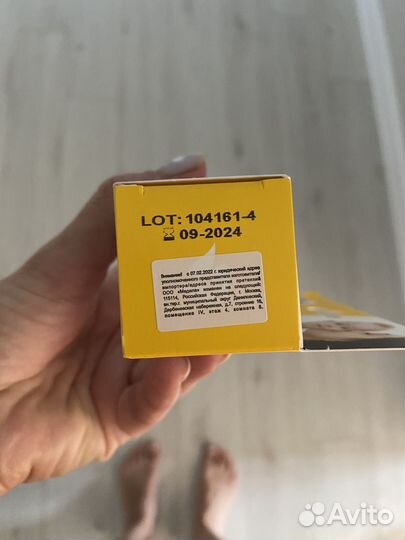 LOT: 104161-4
09-2024
Внимание! с 07.02.2022 г. юридический адрес
уполномоченного представителя изготовителя/
импортера/адрес принятия претензий
ООО «Медела» изменен на следующий:
115114, Российская Федерация, г. Москва,
вн.тер.г. муниципальный округ Даниловский,
Дербеневская набережная, д.7, строение 16,
помещение IV, этаж 4, комната 8.
Avito